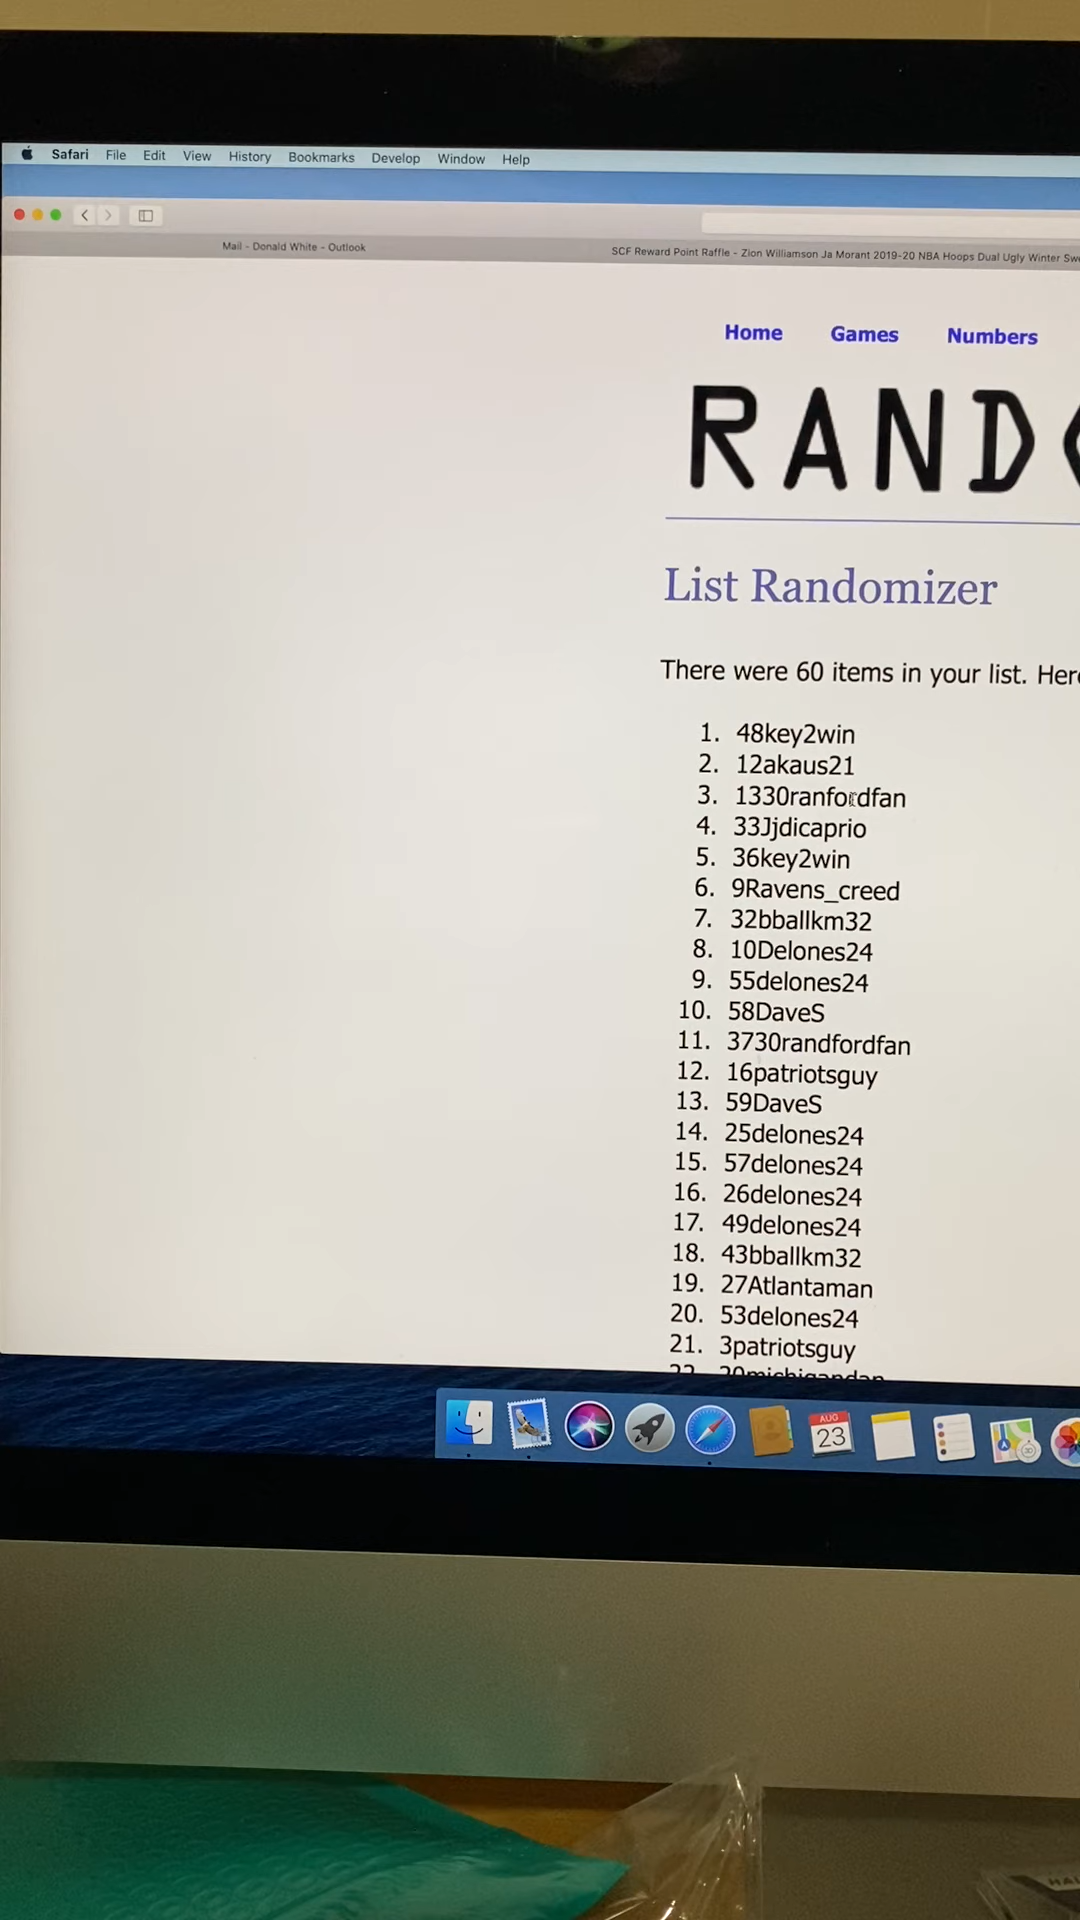 Safari File Edit View History Bookmarks Develop Window Help
Mail - Donald White - Outlook
SCF Reward Point Raffle - Zion Williamson Ja Morant 2019-20 NBA Hoops Dual Ugly Winter Swe
Home Games Numbers
RANDO
List Randomizer
There were 60 items in your list. Here
1. 48key2win
2. 12akaus21
3. 1330ranfordfan
4. 33Jjdicaprio
5. 36key2win
6. 9Ravens_creed
7. 32bballkm32
8. 10Delones24
9. 55delones24
10. 58DaveS
11. 3730randfordfan
12. 16patriotsguy
13. 59DaveS
14. 25delones24
15. 57delones24
16. 26delones24
17. 49delones24
18. 43bballkm32
19. 27Atlantaman
20. 53delones24
21. 3patriotsguy
AUG
23